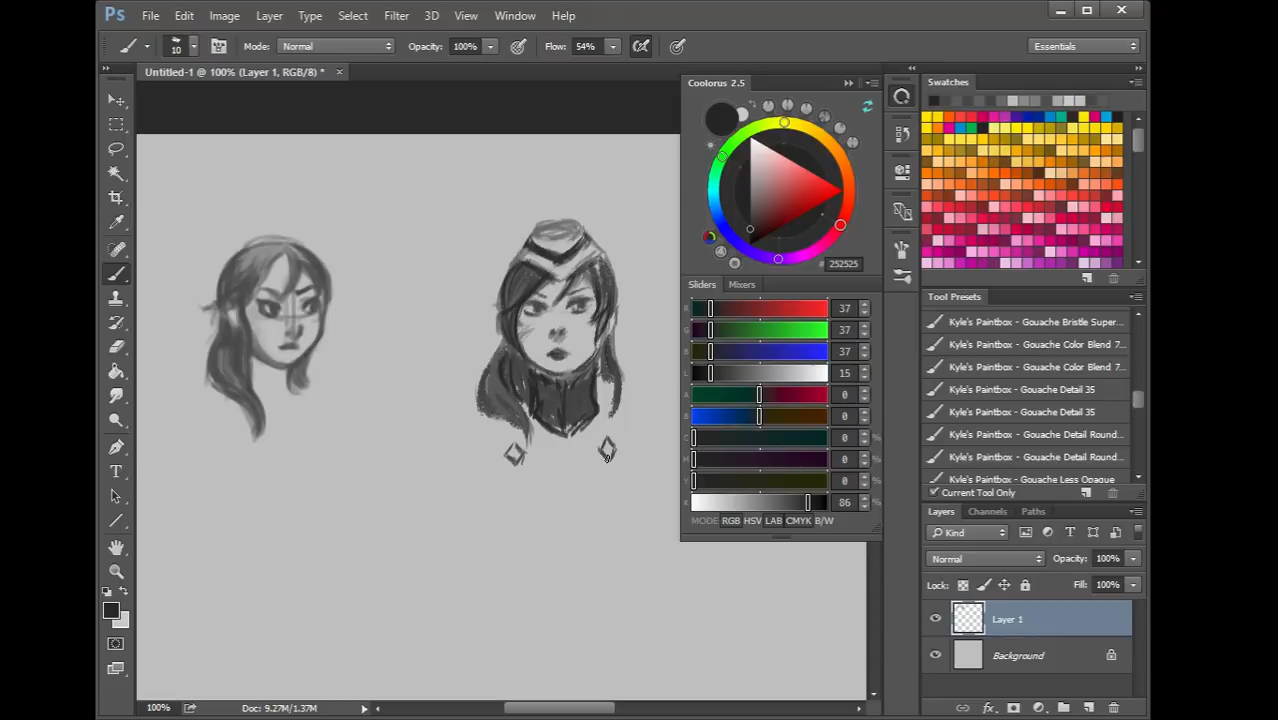 Ps File Edit Image Layer Type Select Filter 3D View Window Help
10 Mode: Normal Opacity: 100% Flow: 54% Essentials
Untitled-1 @ 100% (Layer 1, RGB/8) *
Coolorus 2.5
# 252525
Sliders Mixers
R 37
G 37
B 37
L 15
A 0
B 0
C 0 %
M 0 %
Y 0 %
K 86 %
MODE RGB HSV LAB CMYK B/W
Swatches
Tool Presets
Kyle's Paintbox - Gouache Bristle Super...
Kyle's Paintbox - Gouache Color Blend 7...
Kyle's Paintbox - Gouache Color Blend 7...
Kyle's Paintbox - Gouache Detail 35
Kyle's Paintbox - Gouache Detail 35
Kyle's Paintbox - Gouache Detail Round...
Kyle's Paintbox - Gouache Detail Round...
Kyle's Paintbox - Gouache Less Opaque
Current Tool Only
Layers Channels Paths
Kind
Normal Opacity: 100%
Lock: Fill: 100%
Layer 1
Background
100% Doc: 9.27M/1.37M
fx